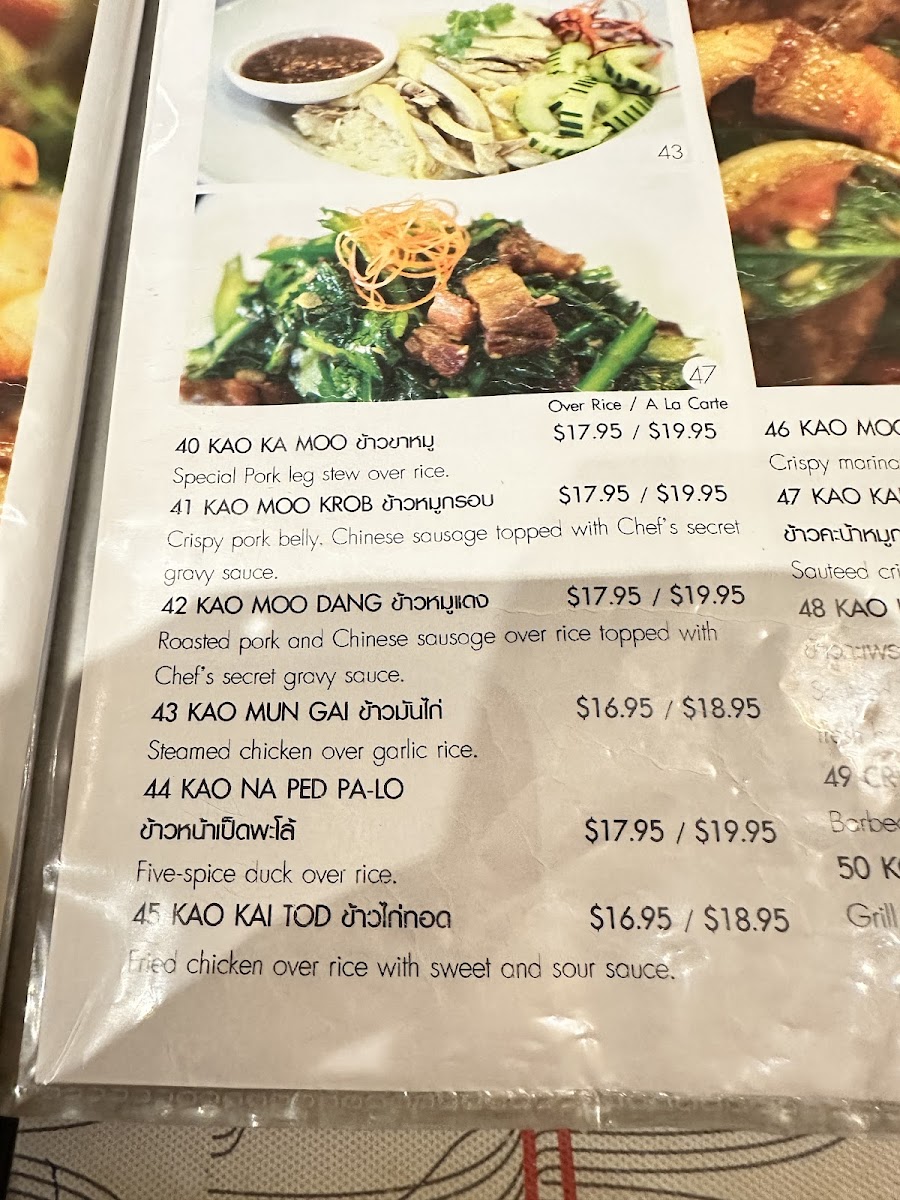 43
47
Over Rice / A La Carte
40 KAO KA MOO ข้าวขาหมู $17.95 / $19.95
Special Pork leg stew over rice.
41 KAO MOO KROB ข้าวหมูกรอบ $17.95 / $19.95
Crispy pork belly, Chinese sausage topped with Chef's secret
gravy sauce.
42 KAO MOO DANG ข้าวหมูแดง $17.95 / $19.95
Roasted pork and Chinese sausage over rice topped with
Chef's secret gravy sauce.
43 KAO MUN GAI ข้าวมันไก่ $16.95 / $18.95
Steamed chicken over garlic rice.
44 KAO NA PED PA-LO
ข้าวหน้าเป็ดพะโล้ $17.95 / $19.95
Five-spice duck over rice.
45 KAO KAI TOD ข้าวไก่ทอด $16.95 / $18.95
Fried chicken over rice with sweet and sour sauce.
46 KAO MOO
Crispy
47 KAO
Sauteed
48 KAO
49
50
Grill